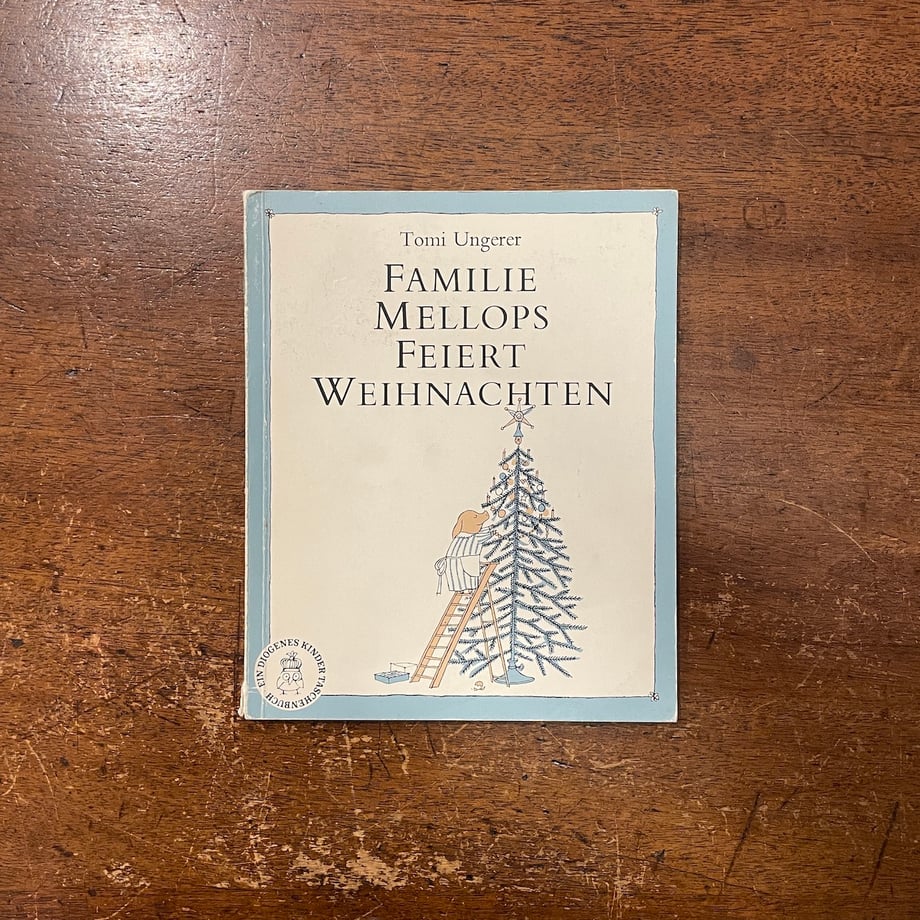 Tomi Ungerer
FAMILIE
MELLOPS
FEIERT
WEIHNACHTEN
EIN DIOGENES KINDER TASCHENBUCH